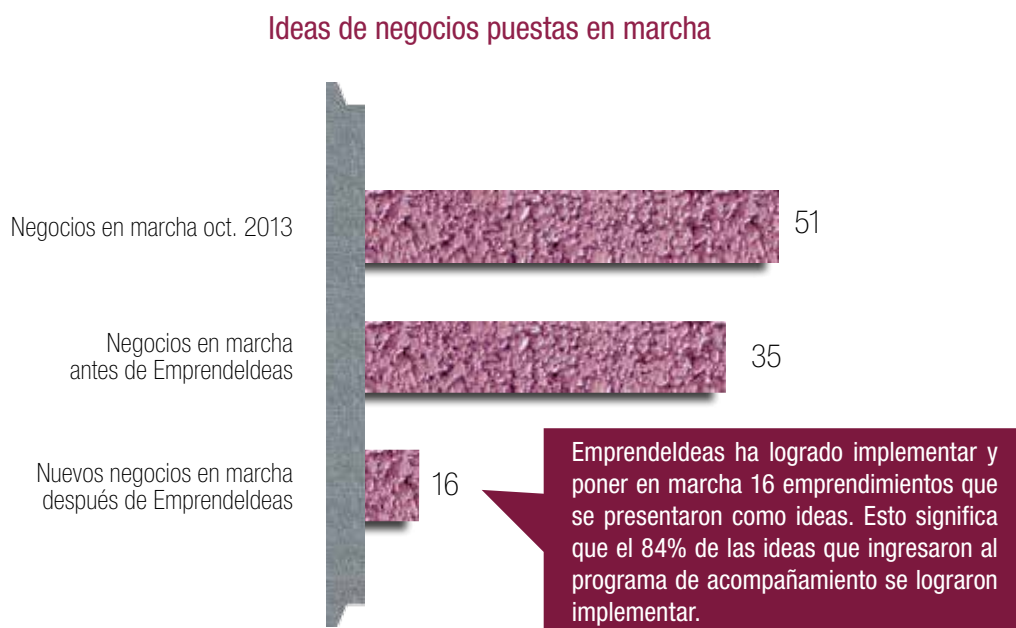 Ideas de negocios puestas en marcha
Negocios en marcha oct. 2013
51
Negocios en marcha
antes de EmprendeIdeas
35
Nuevos negocios en marcha
después de EmprendeIdeas
16
EmprendeIdeas ha logrado implementar y
poner en marcha 16 emprendimientos que
se presentaron como ideas. Esto significa
que el 84% de las ideas que ingresaron al
programa de acompañamiento se lograron
implementar.